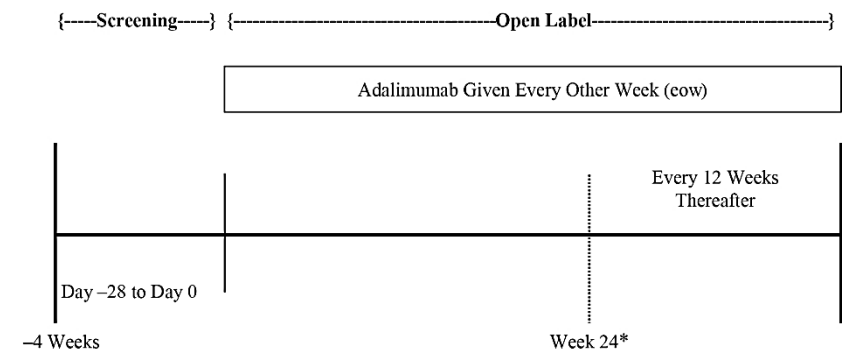 {-----Screening-----} {----------------------------------------Open Label-------------------------------------}
Adalimumab Given Every Other Week (eow)
Every 12 Weeks
Thereafter
Day –28 to Day 0
–4 Weeks
Week 24*